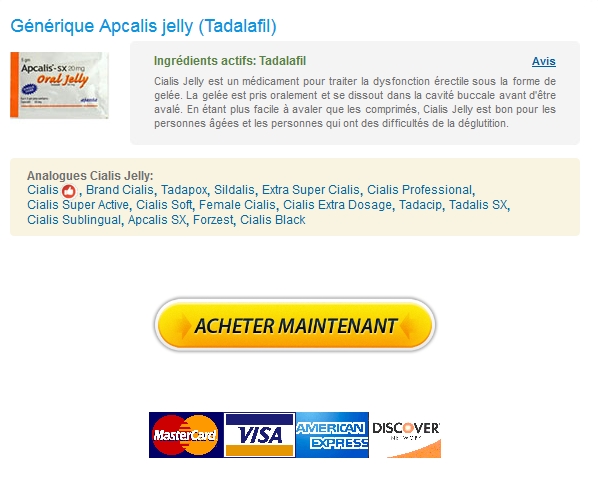 Générique Apcalis jelly (Tadalafil)
5 gm
Apcalis®-SX 20mg
Oral Jelly
Ingrédients actifs: Tadalafil
Avis
Cialis Jelly est un médicament pour traiter la dysfonction érectile sous la forme de
gelée. La gelée est pris oralement et se dissout dans la cavité buccale avant d'être
avalé. En étant plus facile à avaler que les comprimés, Cialis Jelly est bon pour les
personnes âgées et les personnes qui ont des difficultés de la déglutition.
Analogues Cialis Jelly:
Cialis , Brand Cialis, Tadapox, Sildalis, Extra Super Cialis, Cialis Professional,
Cialis Super Active, Cialis Soft, Female Cialis, Cialis Extra Dosage, Tadacip, Tadalis SX,
Cialis Sublingual, Apcalis SX, Forzest, Cialis Black
ACHETER MAINTENANT
MasterCard
VISA
AMERICAN
EXPRESS
DISCOVER
NETWORK